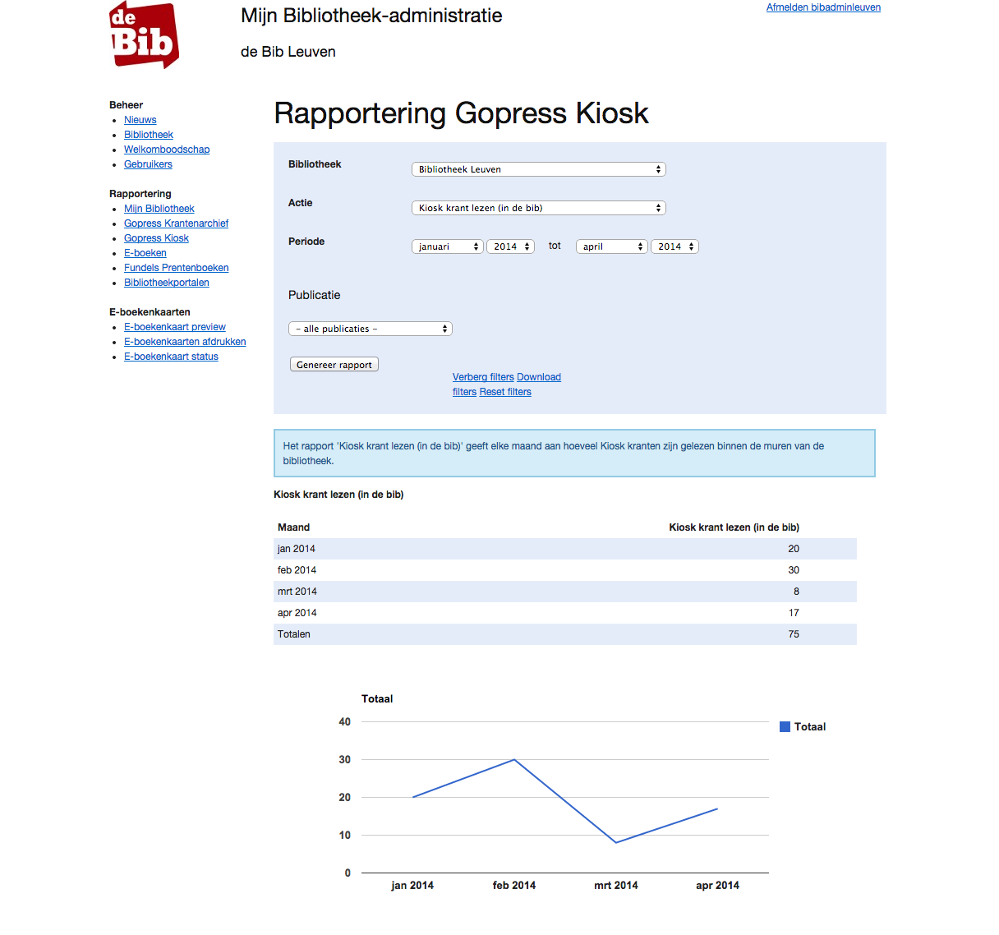 de
Bib
Mijn Bibliotheek-administratie
Afmelden bibadminleuven
de Bib Leuven
Beheer
Nieuws
Bibliotheek
Welkomboodschap
Gebruikers
Rapportering
Mijn Bibliotheek
Gopress Krantenarchief
Gopress Kiosk
E-boeken
Fundels Prentenboeken
Bibliotheekportalen
E-boekenkaarten
E-boekenkaart preview
E-boekenkaarten afdrukken
E-boekenkaart status
Rapportering Gopress Kiosk
Bibliotheek Bibliotheek Leuven
Actie Kiosk krant lezen (in de bib)
Periode januari 2014 tot april 2014
Publicatie
– alle publicaties –
Genereer rapport
Verberg filters Download
filters Reset filters
Het rapport 'Kiosk krant lezen (in de bib)' geeft elke maand aan hoeveel Kiosk kranten zijn gelezen binnen de muren van de
bibliotheek.
Kiosk krant lezen (in de bib)
Maand Kiosk krant lezen (in de bib)
jan 2014 20
feb 2014 30
mrt 2014 8
apr 2014 17
Totalen 75
Totaal
40
Totaal
30
20
10
0
jan 2014 feb 2014 mrt 2014 apr 2014